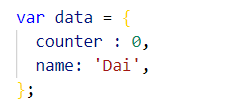 var data = {
  counter : 0,
  name: 'Dai',
};